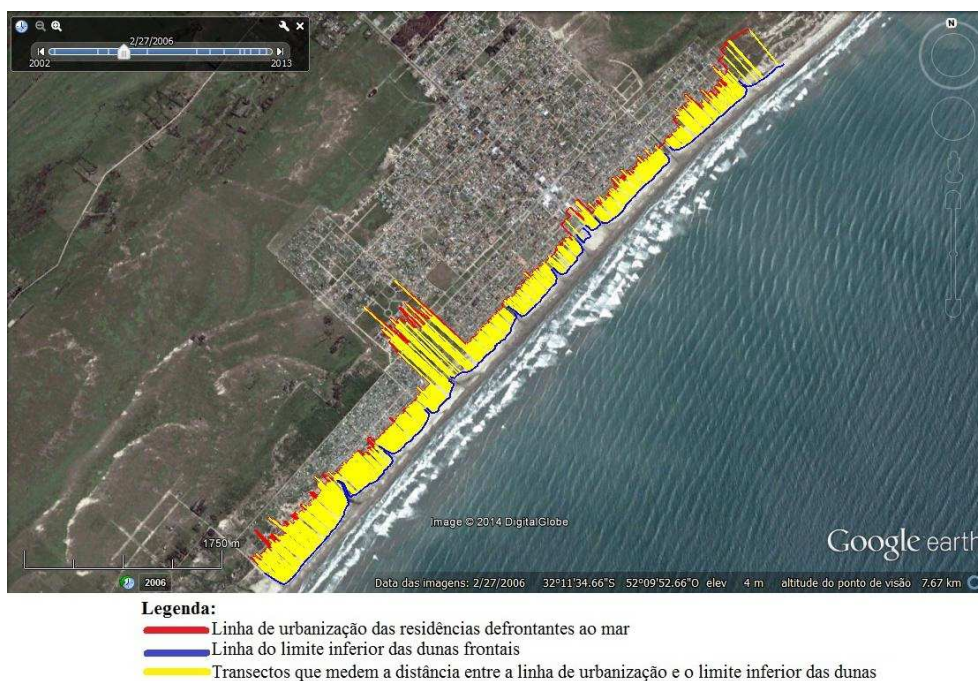 2/27/2006
2002
2013
N
1750 m
2006
Image © 2014 DigitalGlobe
Google earth
Data das imagens: 2/27/2006 32°11'34.66"S 52°09'52.66"O elev 4 m altitude do ponto de visão 7.67 km
Legenda:
Linha de urbanização das residências defrontantes ao mar
Linha do limite inferior das dunas frontais
Transectos que medem a distância entre a linha de urbanização e o limite inferior das dunas